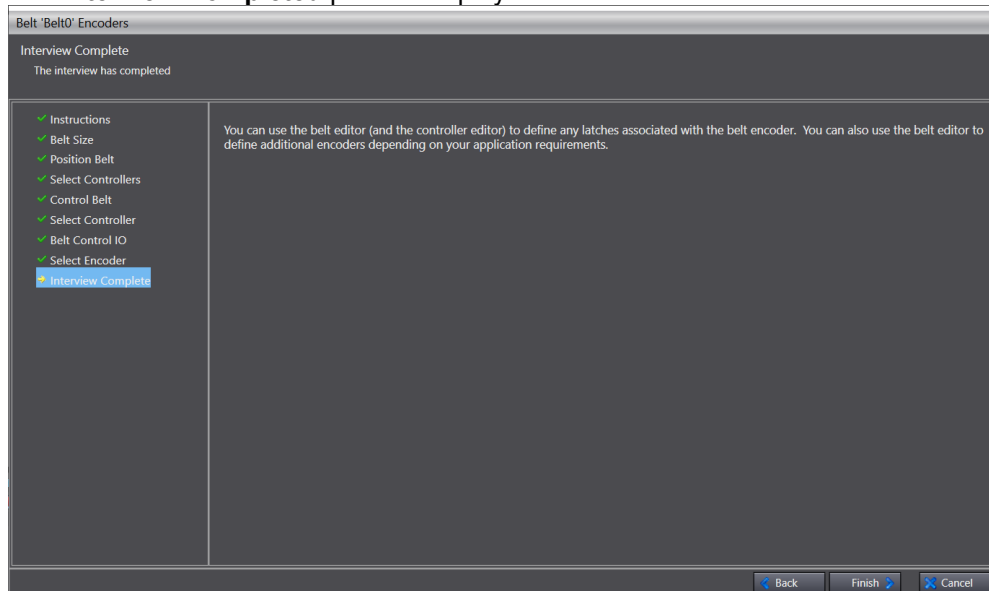 Belt 'Belt0' Encoders
Interview Complete
The interview has completed
Instructions
Belt Size
Position Belt
Select Controllers
Control Belt
Select Controller
Belt Control IO
Select Encoder
Interview Complete
You can use the belt editor (and the controller editor) to define any latches associated with the belt encoder. You can also use the belt editor to
define additional encoders depending on your application requirements.
Back
Finish
Cancel